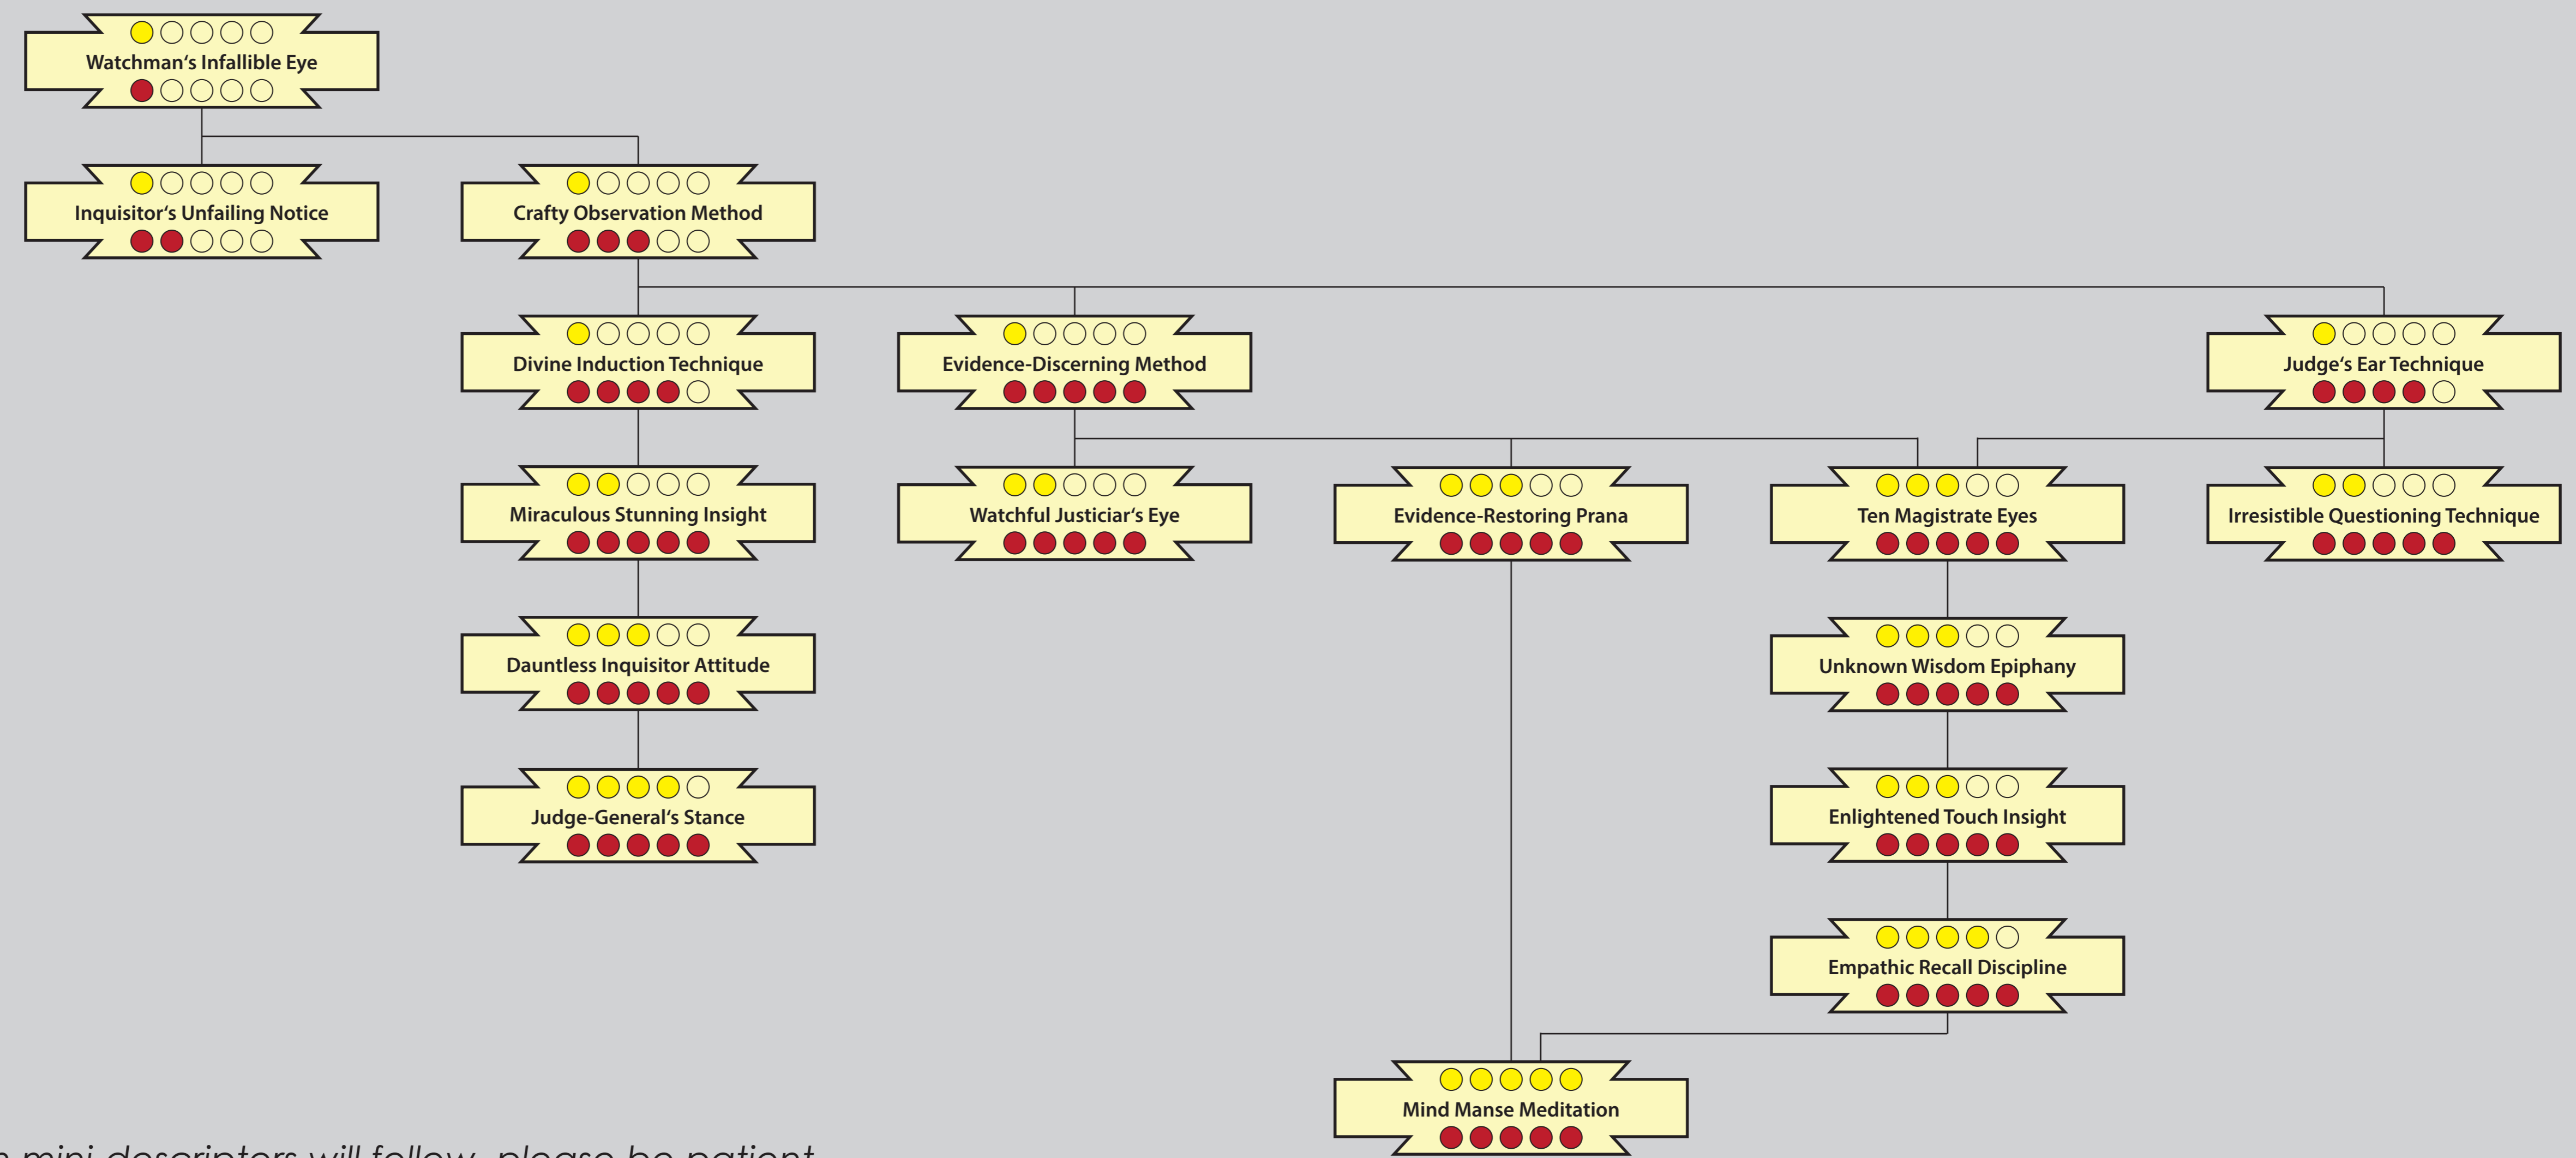 Watchman‘s Infallible Eye
Inquisitor‘s Unfailing Notice
Crafty Observation Method
Divine Induction Technique
Evidence-Discerning Method
Judge‘s Ear Technique
Miraculous Stunning Insight
Watchful Justiciar‘s Eye
Evidence-Restoring Prana
Ten Magistrate Eyes
Irresistible Questioning Technique
Dauntless Inquisitor Attitude
Unknown Wisdom Epiphany
Judge-General‘s Stance
Enlightened Touch Insight
Empathic Recall Discipline
Mind Manse Meditation
mini descriptors will follow, please be patient